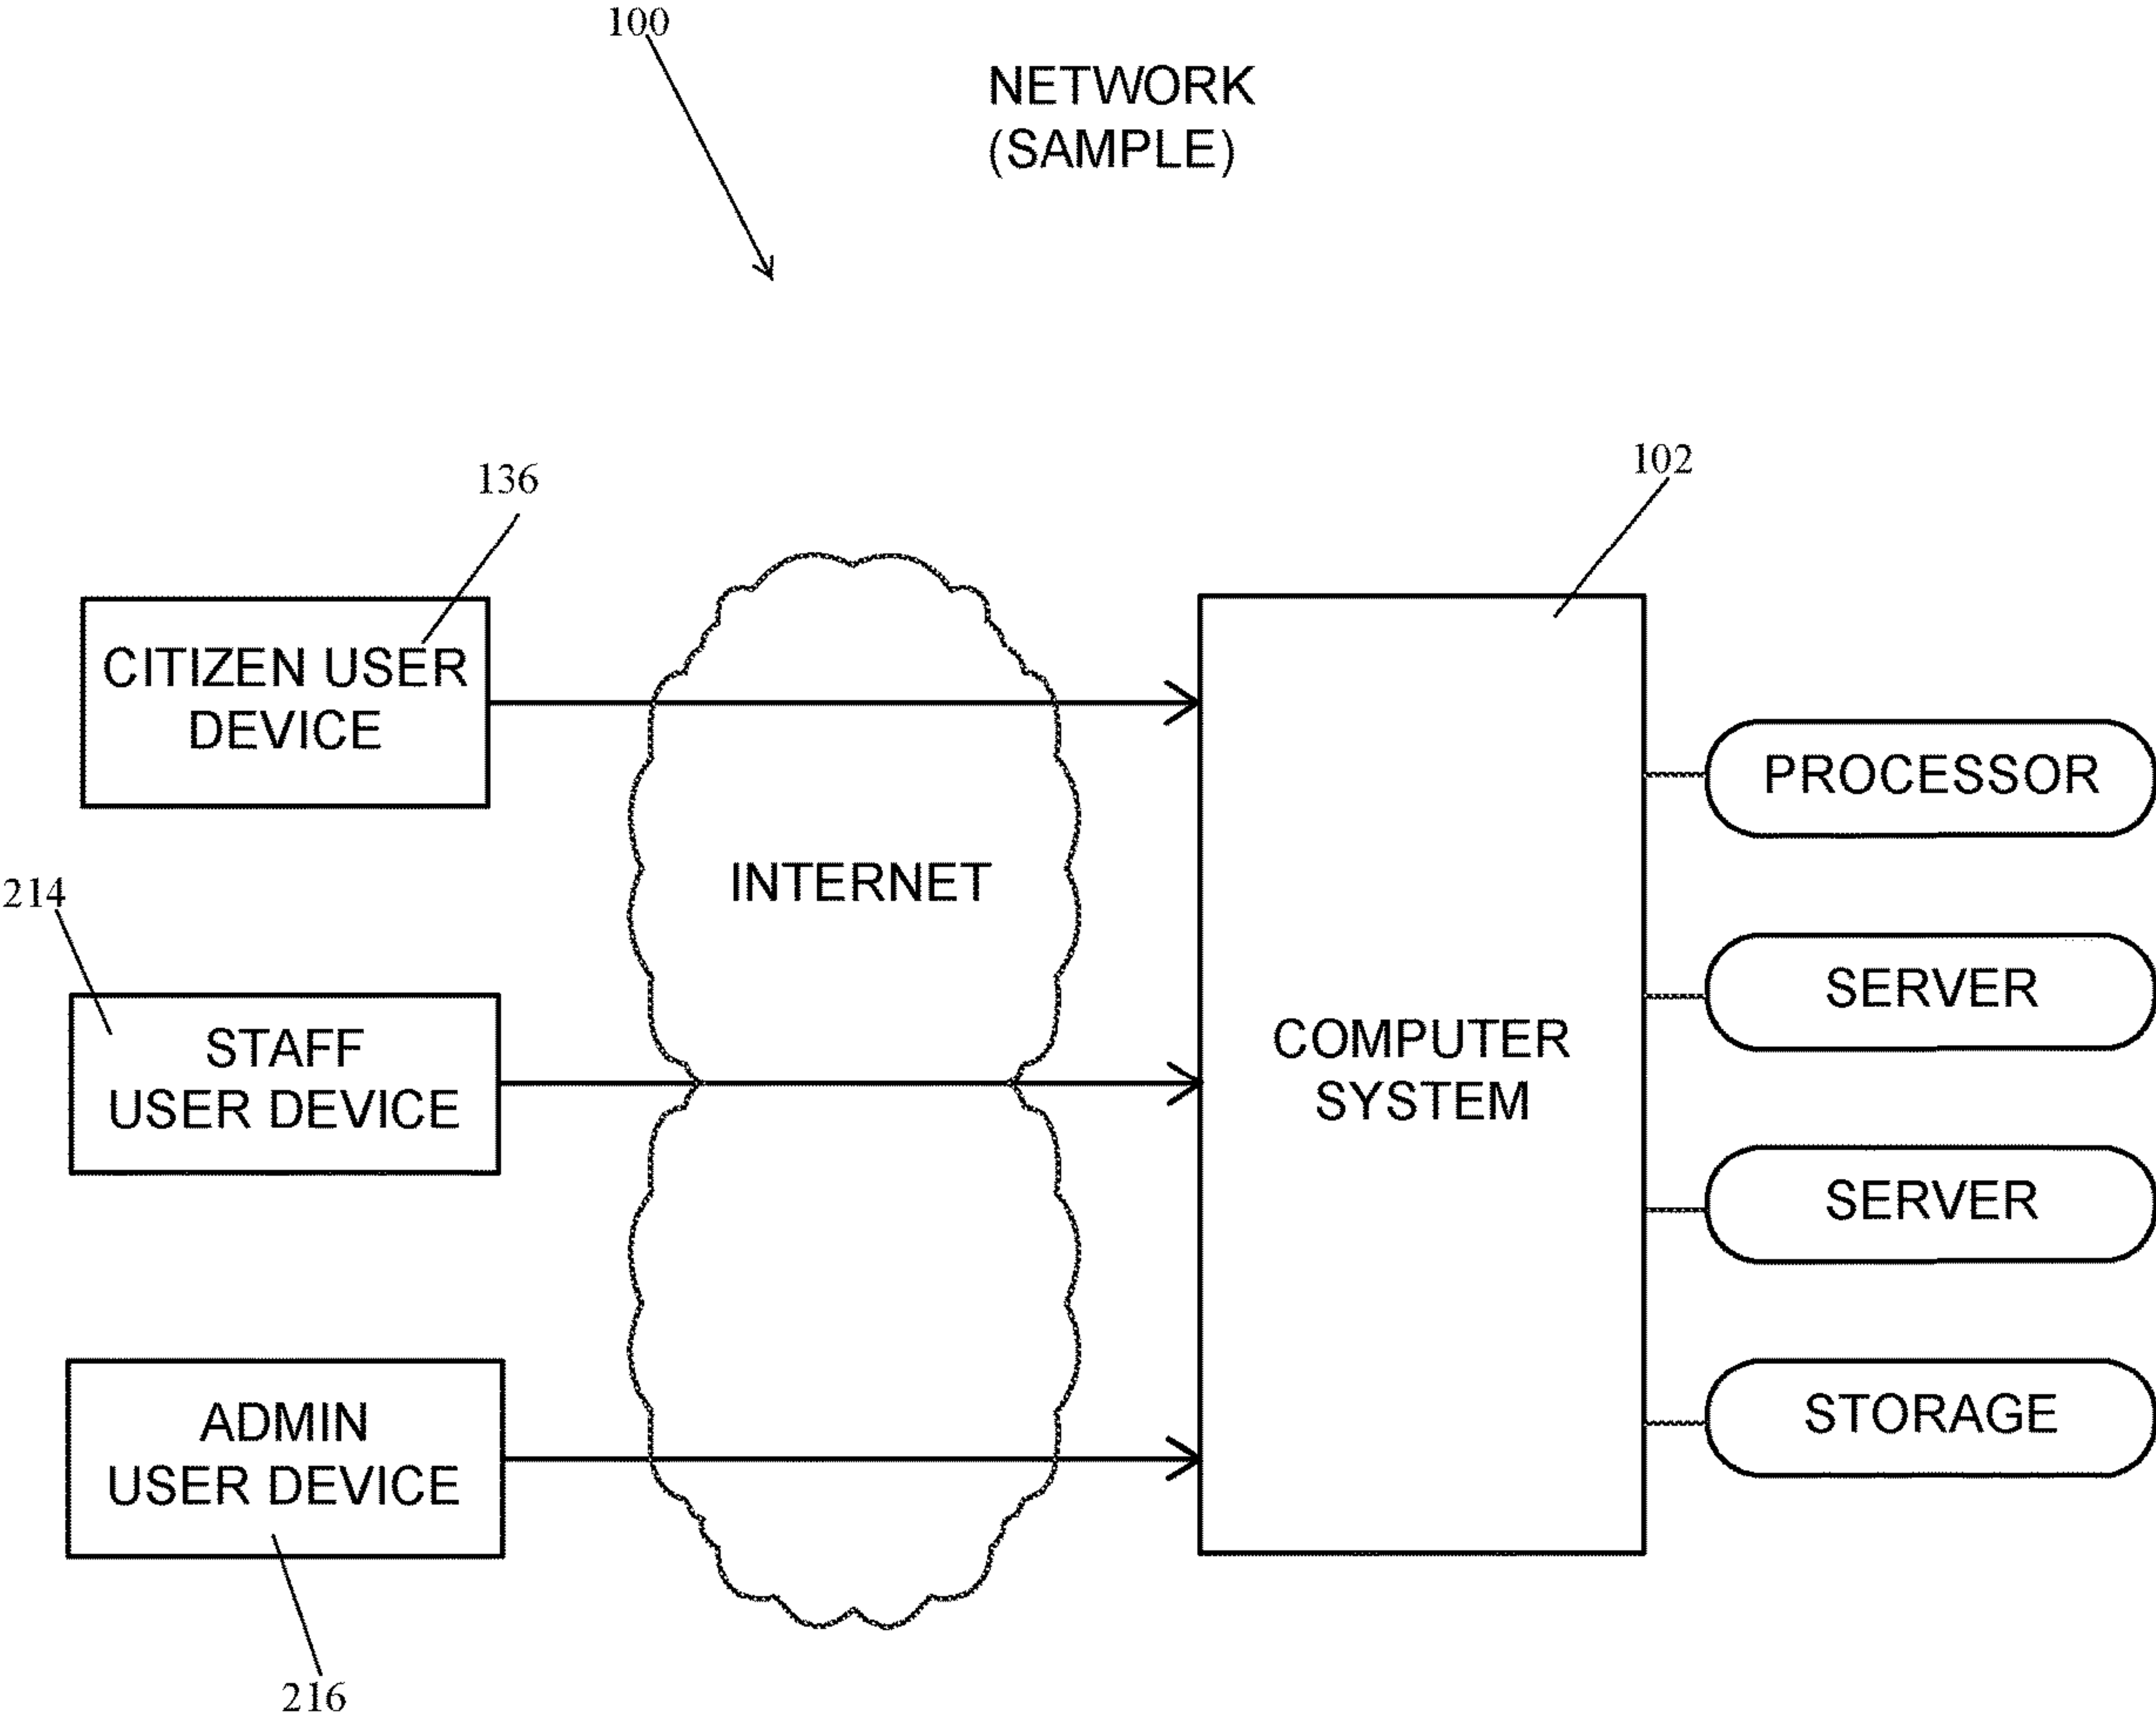 100
NETWORK
(SAMPLE)
136
102
CITIZEN USER
DEVICE
PROCESSOR
INTERNET
214
SERVER
STAFF
USER DEVICE
COMPUTER
SYSTEM
SERVER
ADMIN
USER DEVICE
STORAGE
216